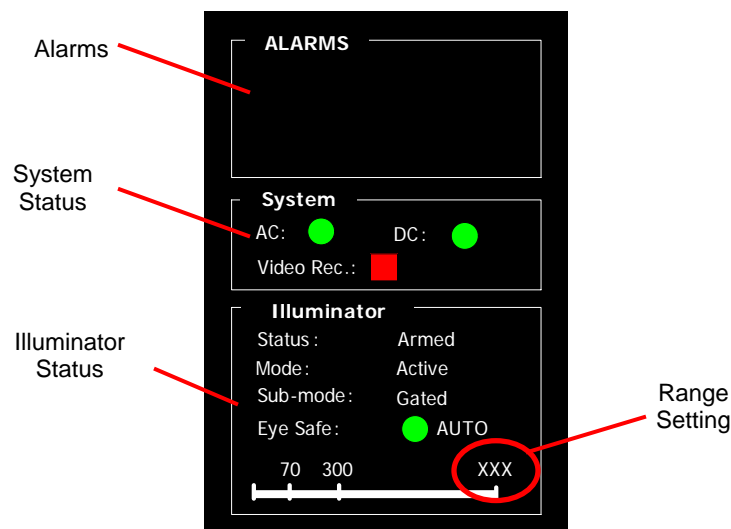 Alarms
ALARMS
System
Status
System
AC:
DC:
Video Rec.:
Illuminator
Status
Illuminator
Status: Armed
Mode: Active
Sub-mode: Gated
Eye Safe: AUTO
70 300 XXX
Range
Setting